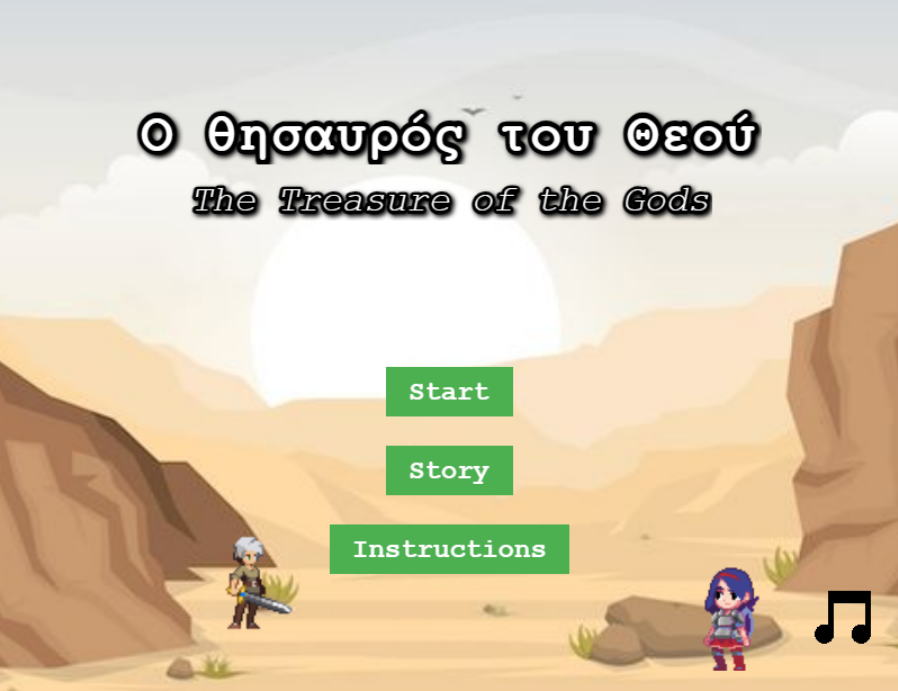 Ο θησαυρός του Θεού
The Treasure of the Gods
Start
Story
Instructions